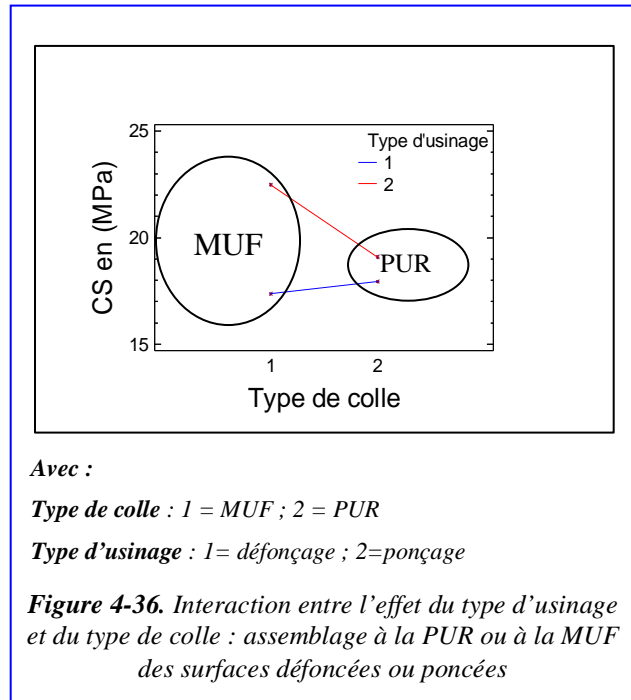 25
Type d'usinage
1
2
CS en (MPa)
20
MUF
PUR
15
1 2
Type de colle
Avec :
Type de colle : 1 = MUF ; 2 = PUR
Type d'usinage : 1= défonçage ; 2=ponçage
Figure 4-36. Interaction entre l'effet du type d'usinage
et du type de colle : assemblage à la PUR ou à la MUF
des surfaces défoncées ou poncées